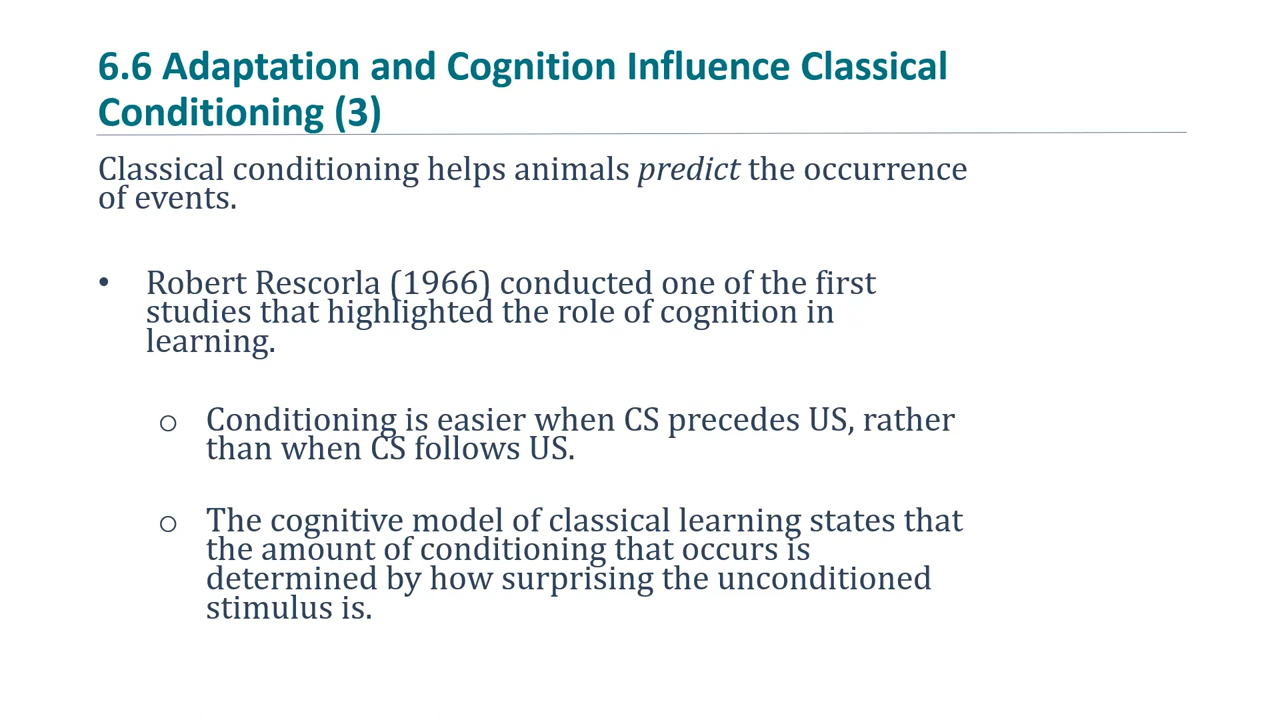 6.6 Adaptation and Cognition Influence Classical
Conditioning (3)
Classical conditioning helps animals predict the occurrence
of events.
• Robert Rescorla (1966) conducted one of the first
studies that highlighted the role of cognition in
learning.
o Conditioning is easier when CS precedes US, rather
than when CS follows US.
o The cognitive model of classical learning states that
the amount of conditioning that occurs is
determined by how surprising the unconditioned
stimulus is.